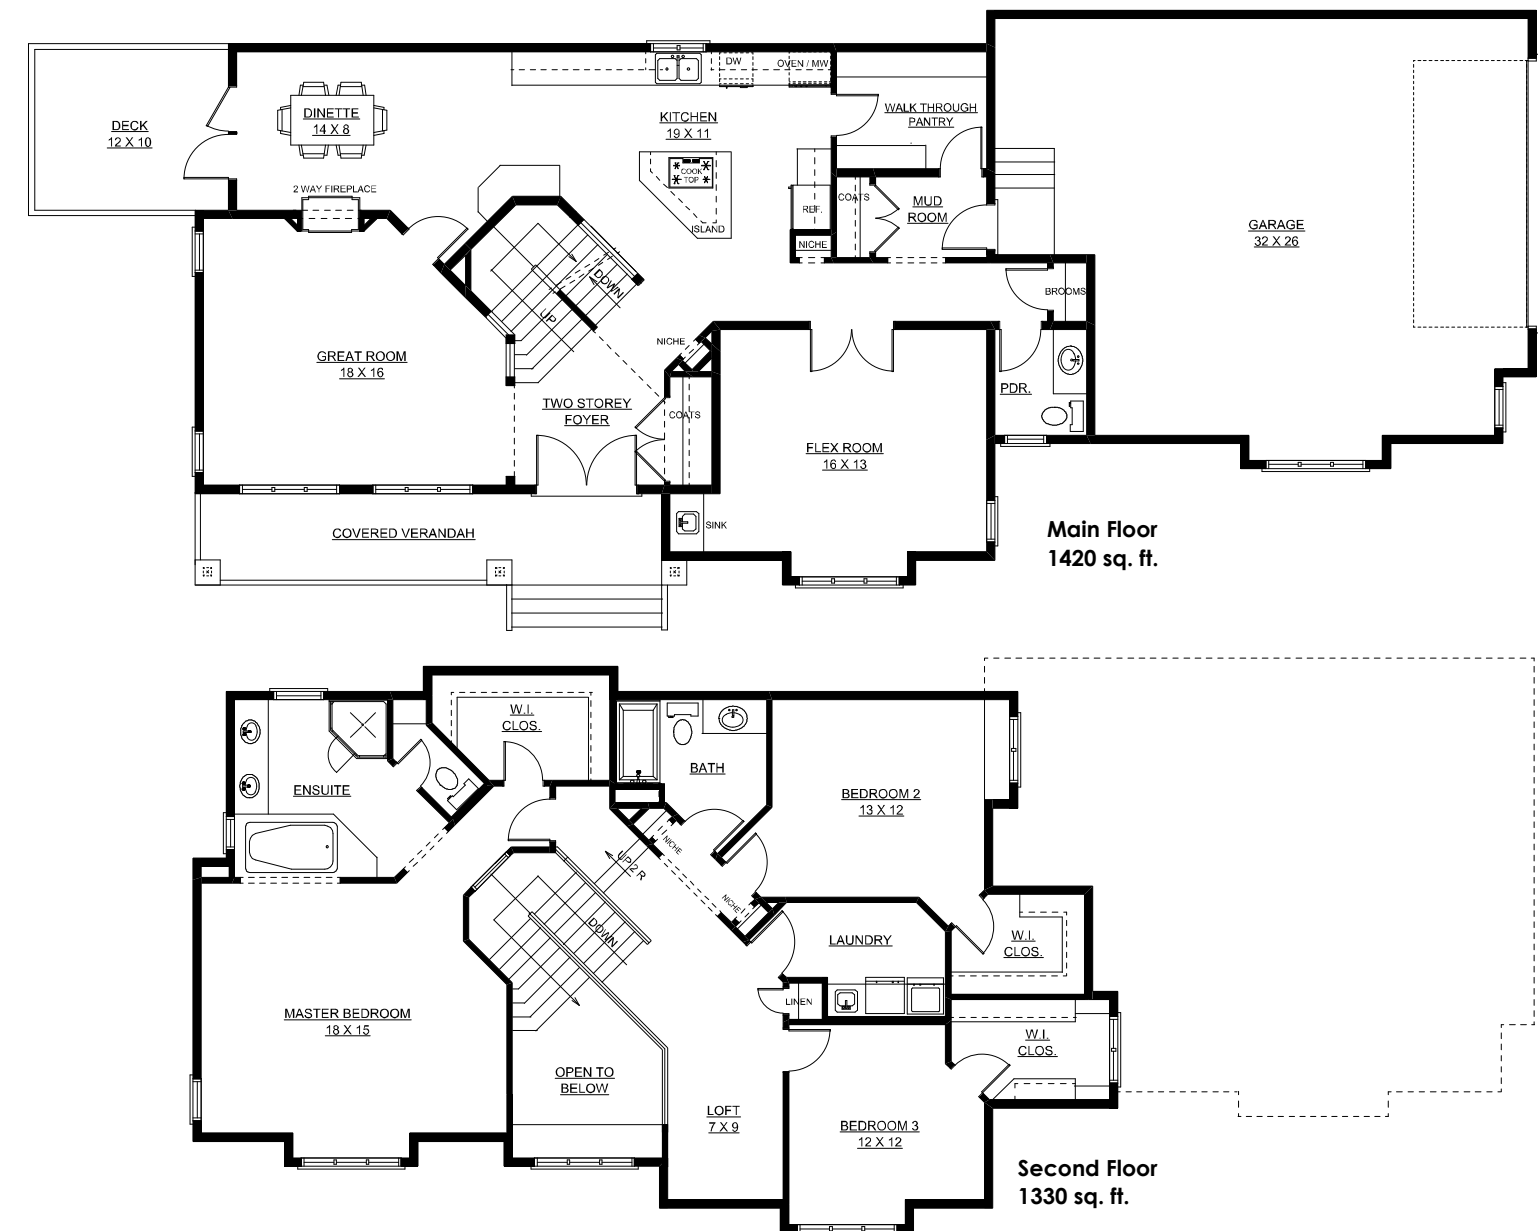 DECK
12 X 10
DINETTE
14 X 8
2 WAY FIREPLACE
DW
OVEN / MW
KITCHEN
19 X 11
COOK
TOP
ISLAND
REF.
NICHE
WALK THROUGH
PANTRY
COATS
MUD
ROOM
GARAGE
32 X 26
BROOMS
DOWN
UP
GREAT ROOM
18 X 16
NICHE
TWO STOREY
FOYER
COATS
FLEX ROOM
16 X 13
PDR.
SINK
COVERED VERANDAH
Main Floor
1420 sq. ft.
W.I.
CLOS.
ENSUITE
BATH
BEDROOM 2
13 X 12
NICHE
UP 2 R
NICHE
DOWN
LAUNDRY
W.I.
CLOS.
LINEN
MASTER BEDROOM
18 X 15
OPEN TO
BELOW
LOFT
7 X 9
W.I.
CLOS.
BEDROOM 3
12 X 12
Second Floor
1330 sq. ft.